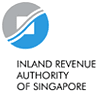 INLAND REVENUE
AUTHORITY
OF SINGAPORE